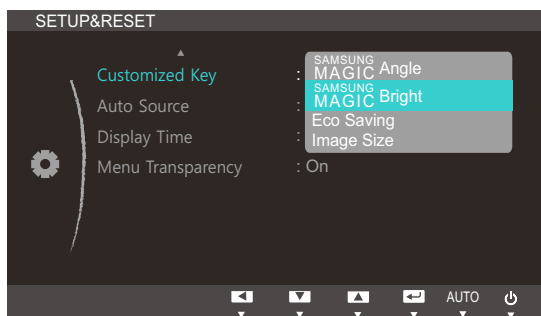 SETUP&RESET
Customized Key :
SAMSUNG
MAGIC Angle
SAMSUNG
MAGIC Bright
Eco Saving
Image Size
Auto Source :
Display Time :
Menu Transparency : On
AUTO